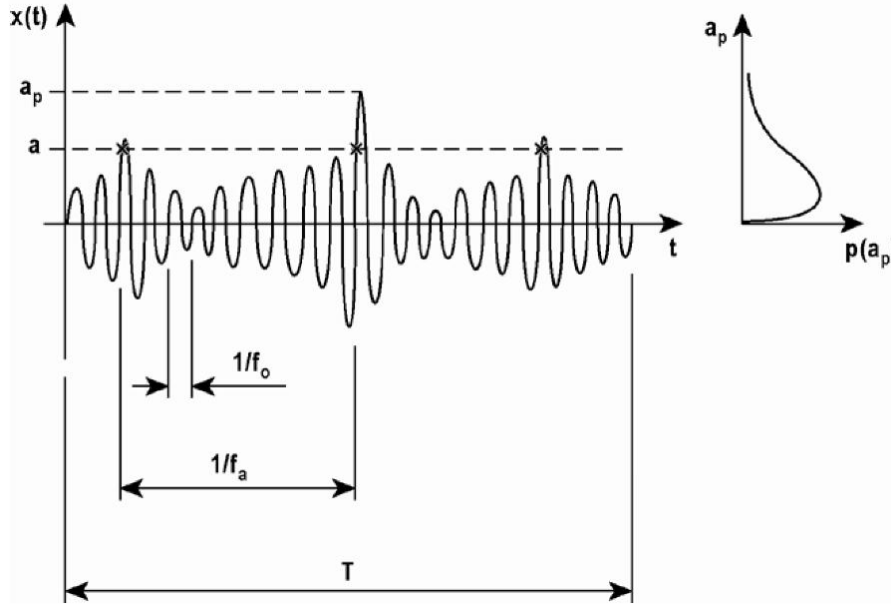 x(t)
a_p
a_p
a
t
p(a_p
1/f_o
1/f_a
T